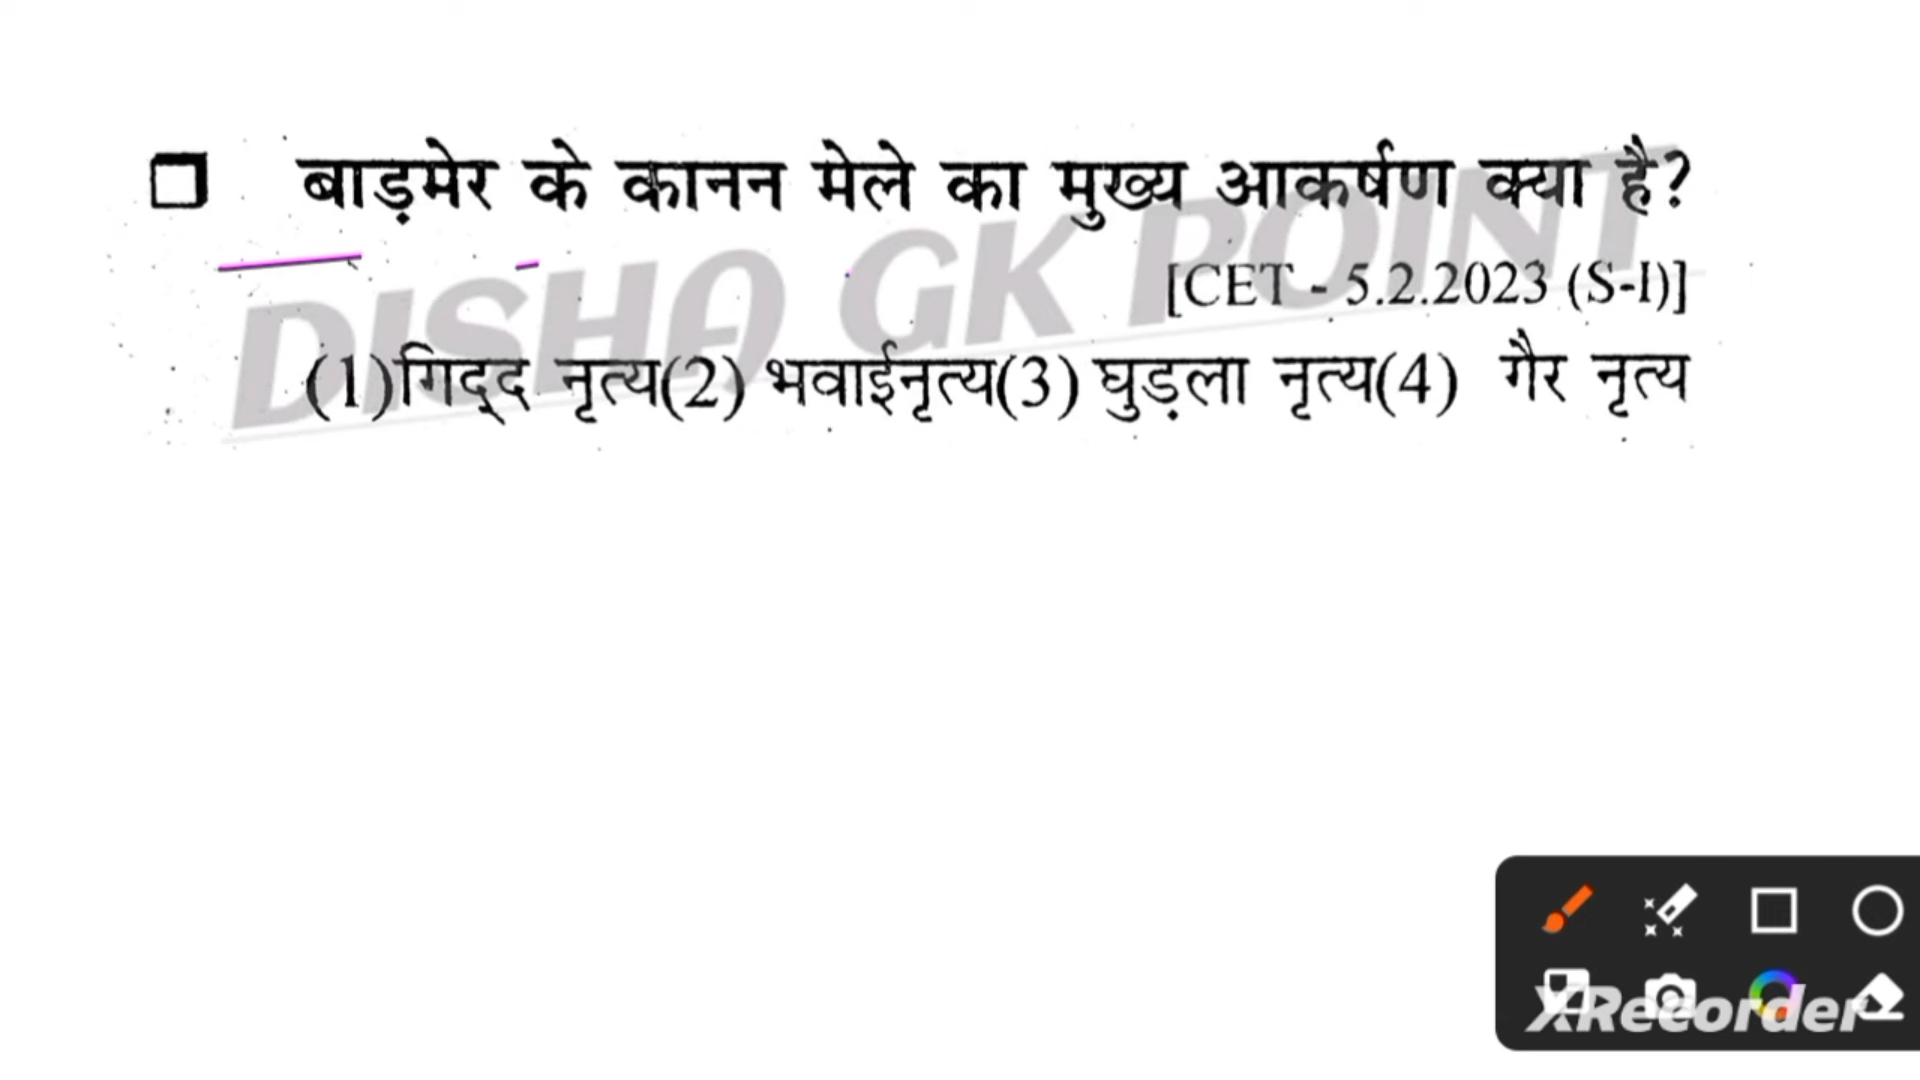 बाड़मेर के कानन मेले का मुख्य आकर्षण क्या है?
[CET - 5.2.2023 (S-I)]
(1)गिद्द नृत्य(2) भवाईनृत्य(3) घुड़ला नृत्य(4) गैर नृत्य
DISHA GK POINT
XRecorder